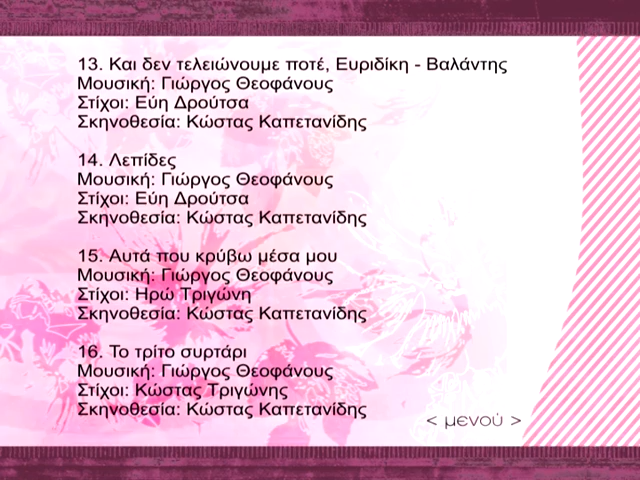 13. Και δεν τελειώνουμε ποτέ, Ευριδίκη - Βαλάντης
Μουσική: Γιώργος Θεοφάνους
Στίχοι: Εύη Δρούτσα
Σκηνοθεσία: Κώστας Καπετανίδης
14. Λεπίδες
Μουσική: Γιώργος Θεοφάνους
Στίχοι: Εύη Δρούτσα
Σκηνοθεσία: Κώστας Καπετανίδης
15. Αυτά που κρύβω μέσα μου
Μουσική: Γιώργος Θεοφάνους
Στίχοι: Ηρώ Τριγώνη
Σκηνοθεσία: Κώστας Καπετανίδης
16. Το τρίτο συρτάρι
Μουσική: Γιώργος Θεοφάνους
Στίχοι: Κώστας Τριγώνης
Σκηνοθεσία: Κώστας Καπετανίδης
< μενού >